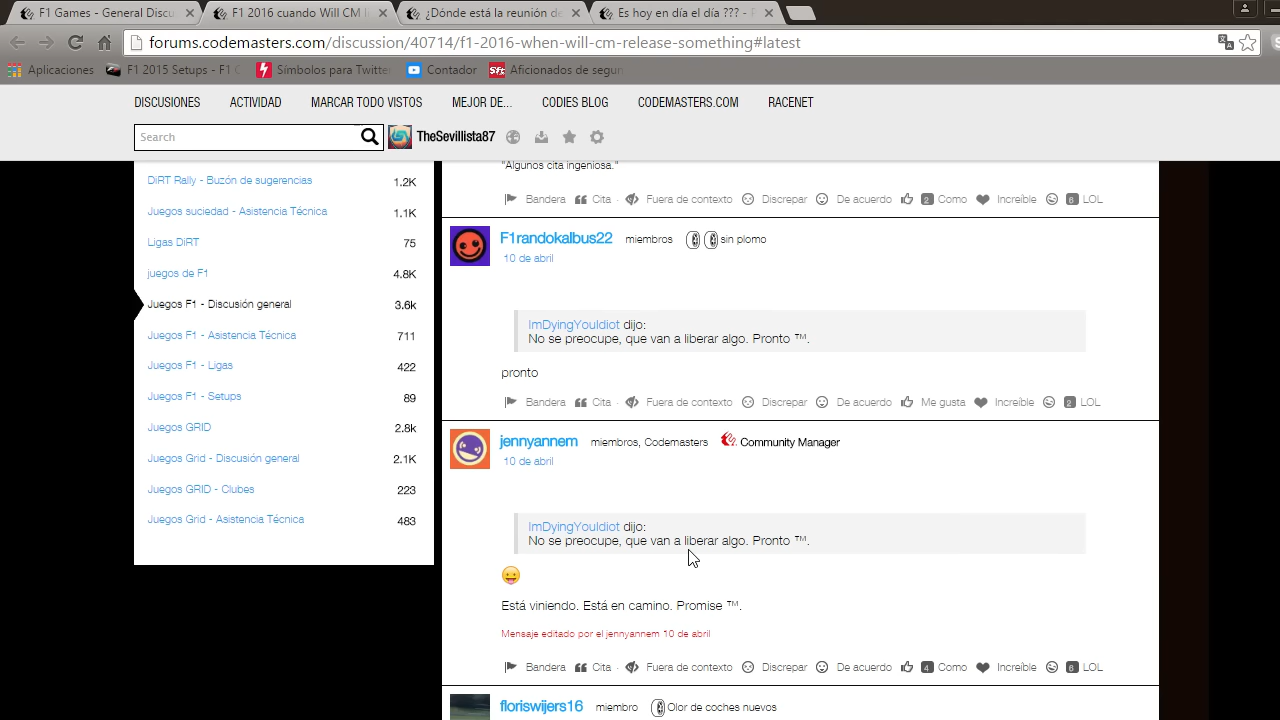 F1 Games - General Discu
F1 2016 cuando Will CM l
¿Dónde está la reunión de
Es hoy en día el día ??? -
forums.codemasters.com/discussion/40714/f1-2016-when-will-cm-release-something#latest
Aplicaciones
F1 2015 Setups - F1
Símbolos para Twitte
Contador
Aficionados de segur
DISCUSIONES
ACTIVIDAD
MARCAR TODO VISTOS
MEJOR DE...
CODIES BLOG
CODEMASTERS.COM
RACENET
Search
TheSevillista87
DiRT Rally - Buzón de sugerencias 1.2K
Juegos suciedad - Asistencia Técnica 1.1K
Ligas DiRT 75
juegos de F1 4.8K
Juegos F1 - Discusión general 3.6k
Juegos F1 - Asistencia Técnica 711
Juegos F1 - Ligas 422
Juegos F1 - Setups 89
Juegos GRID 2.8k
Juegos Grid - Discusión general 2.1K
Juegos GRID - Clubes 223
Juegos Grid - Asistencia Técnica 483
"Algunos cita ingeniosa."
Bandera Cita · Fuera de contexto Discrepar De acuerdo 2 Como Increíble 6 LOL
F1randokalbus22 miembros sin plomo
10 de abril
ImDyingYouIdiot dijo:
No se preocupe, que van a liberar algo. Pronto ™.
pronto
Bandera Cita · Fuera de contexto Discrepar De acuerdo Me gusta Increíble 2 LOL
jennyannem miembros, Codemasters Community Manager
10 de abril
ImDyingYouIdiot dijo:
No se preocupe, que van a liberar algo. Pronto ™.
Está viniendo. Está en camino. Promise ™.
Mensaje editado por el jennyannem 10 de abril
Bandera Cita · Fuera de contexto Discrepar De acuerdo 4 Como Increíble 6 LOL
floriswijers16 miembro Olor de coches nuevos